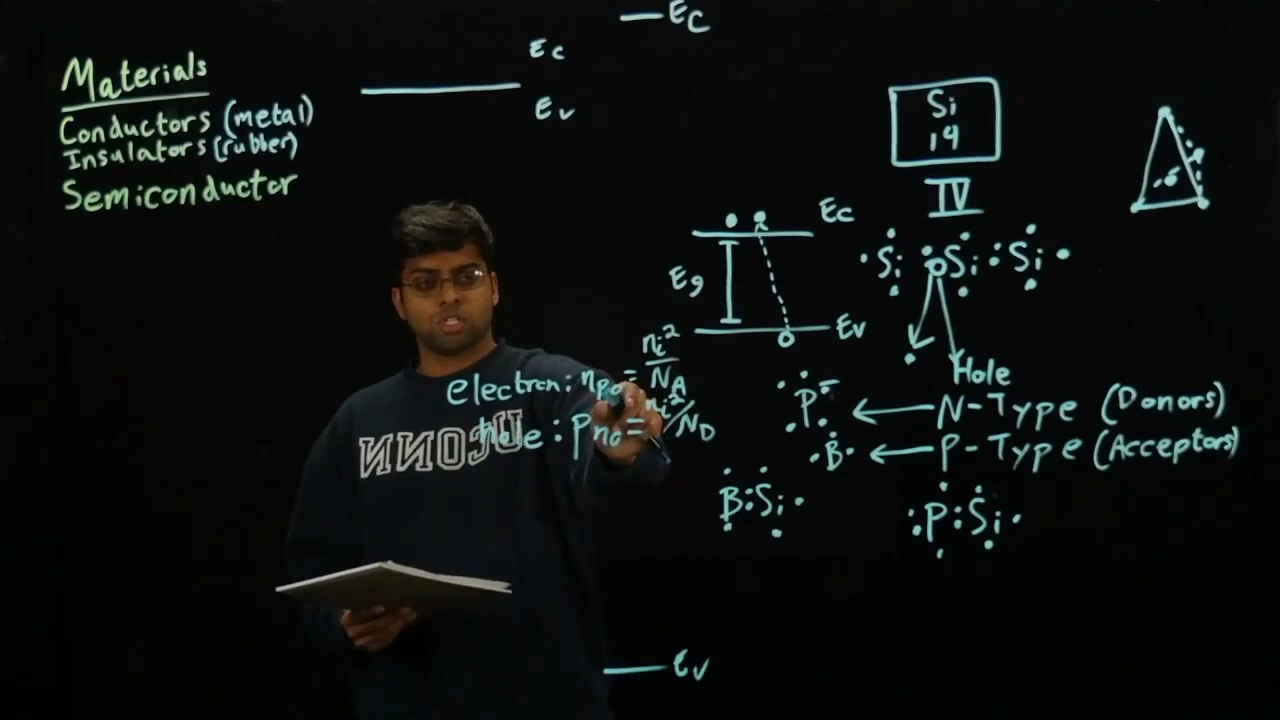 Materials
Conductors (metal)
Insulators (rubber)
Semiconductor
Ec
Ev
Ec
Si
14
IV
Ec
Eg
Ev
Si Si Si
Hole
electron: npo = ni²/NA
hole: pno = ni²/ND
P
N-Type (Donors)
B
P-Type (Acceptors)
B:Si
P:Si
Ev
UCONN